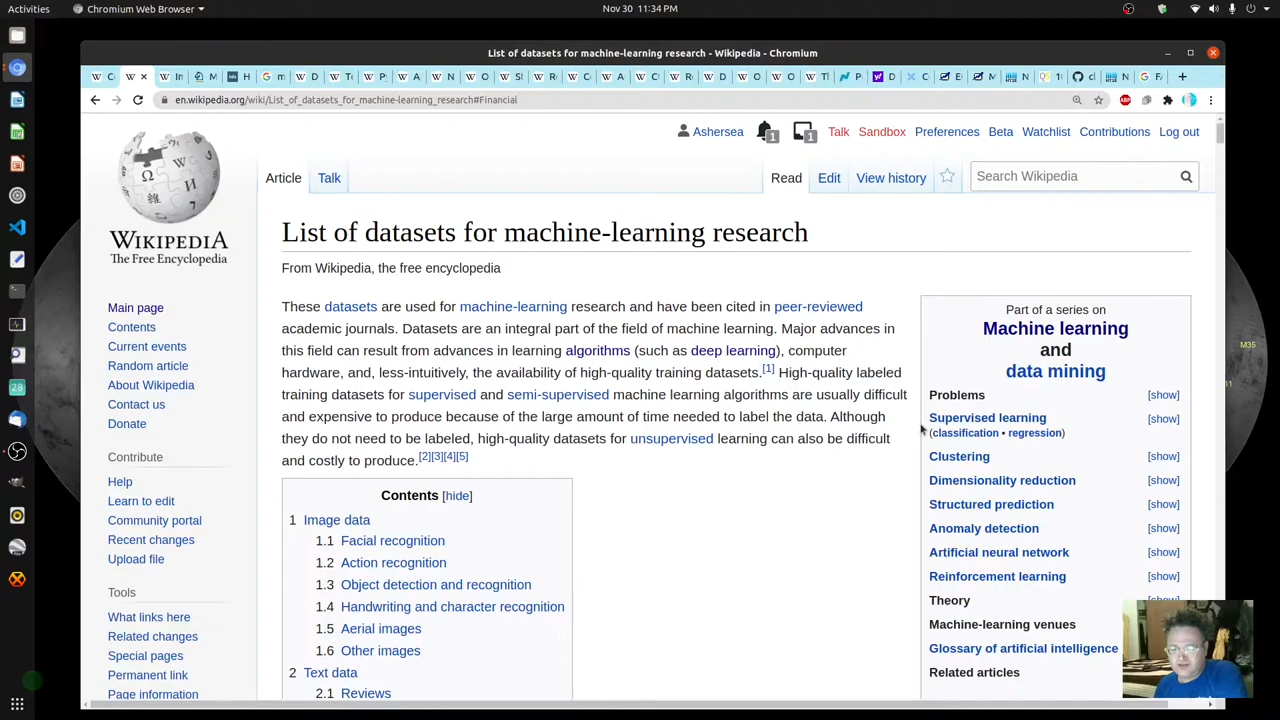 Activities
Chromium Web Browser
Nov 30 11:34 PM
List of datasets for machine-learning research - Wikipedia - Chromium
en.wikipedia.org/wiki/List_of_datasets_for_machine-learning_research#Financial
Ashersea
1
1
Talk
Sandbox
Preferences
Beta
Watchlist
Contributions
Log out
Article
Talk
Read
Edit
View history
Search Wikipedia
WIKIPEDIA
The Free Encyclopedia
Main page
Contents
Current events
Random article
About Wikipedia
Contact us
Donate
Contribute
Help
Learn to edit
Community portal
Recent changes
Upload file
Tools
What links here
Related changes
Special pages
Permanent link
Page information
List of datasets for machine-learning research
From Wikipedia, the free encyclopedia
These datasets are used for machine-learning research and have been cited in peer-reviewed
academic journals. Datasets are an integral part of the field of machine learning. Major advances in
this field can result from advances in learning algorithms (such as deep learning), computer
hardware, and, less-intuitively, the availability of high-quality training datasets.[1] High-quality labeled
training datasets for supervised and semi-supervised machine learning algorithms are usually difficult
and expensive to produce because of the large amount of time needed to label the data. Although
they do not need to be labeled, high-quality datasets for unsupervised learning can also be difficult
and costly to produce.[2][3][4][5]
Contents [hide]
1 Image data
1.1 Facial recognition
1.2 Action recognition
1.3 Object detection and recognition
1.4 Handwriting and character recognition
1.5 Aerial images
1.6 Other images
2 Text data
2.1 Reviews
Part of a series on
Machine learning
and
data mining
Problems [show]
Supervised learning [show]
(classification • regression)
Clustering [show]
Dimensionality reduction [show]
Structured prediction [show]
Anomaly detection [show]
Artificial neural network [show]
Reinforcement learning [show]
Theory [show]
Machine-learning venues
Glossary of artificial intelligence
Related articles
M35
28
ABP